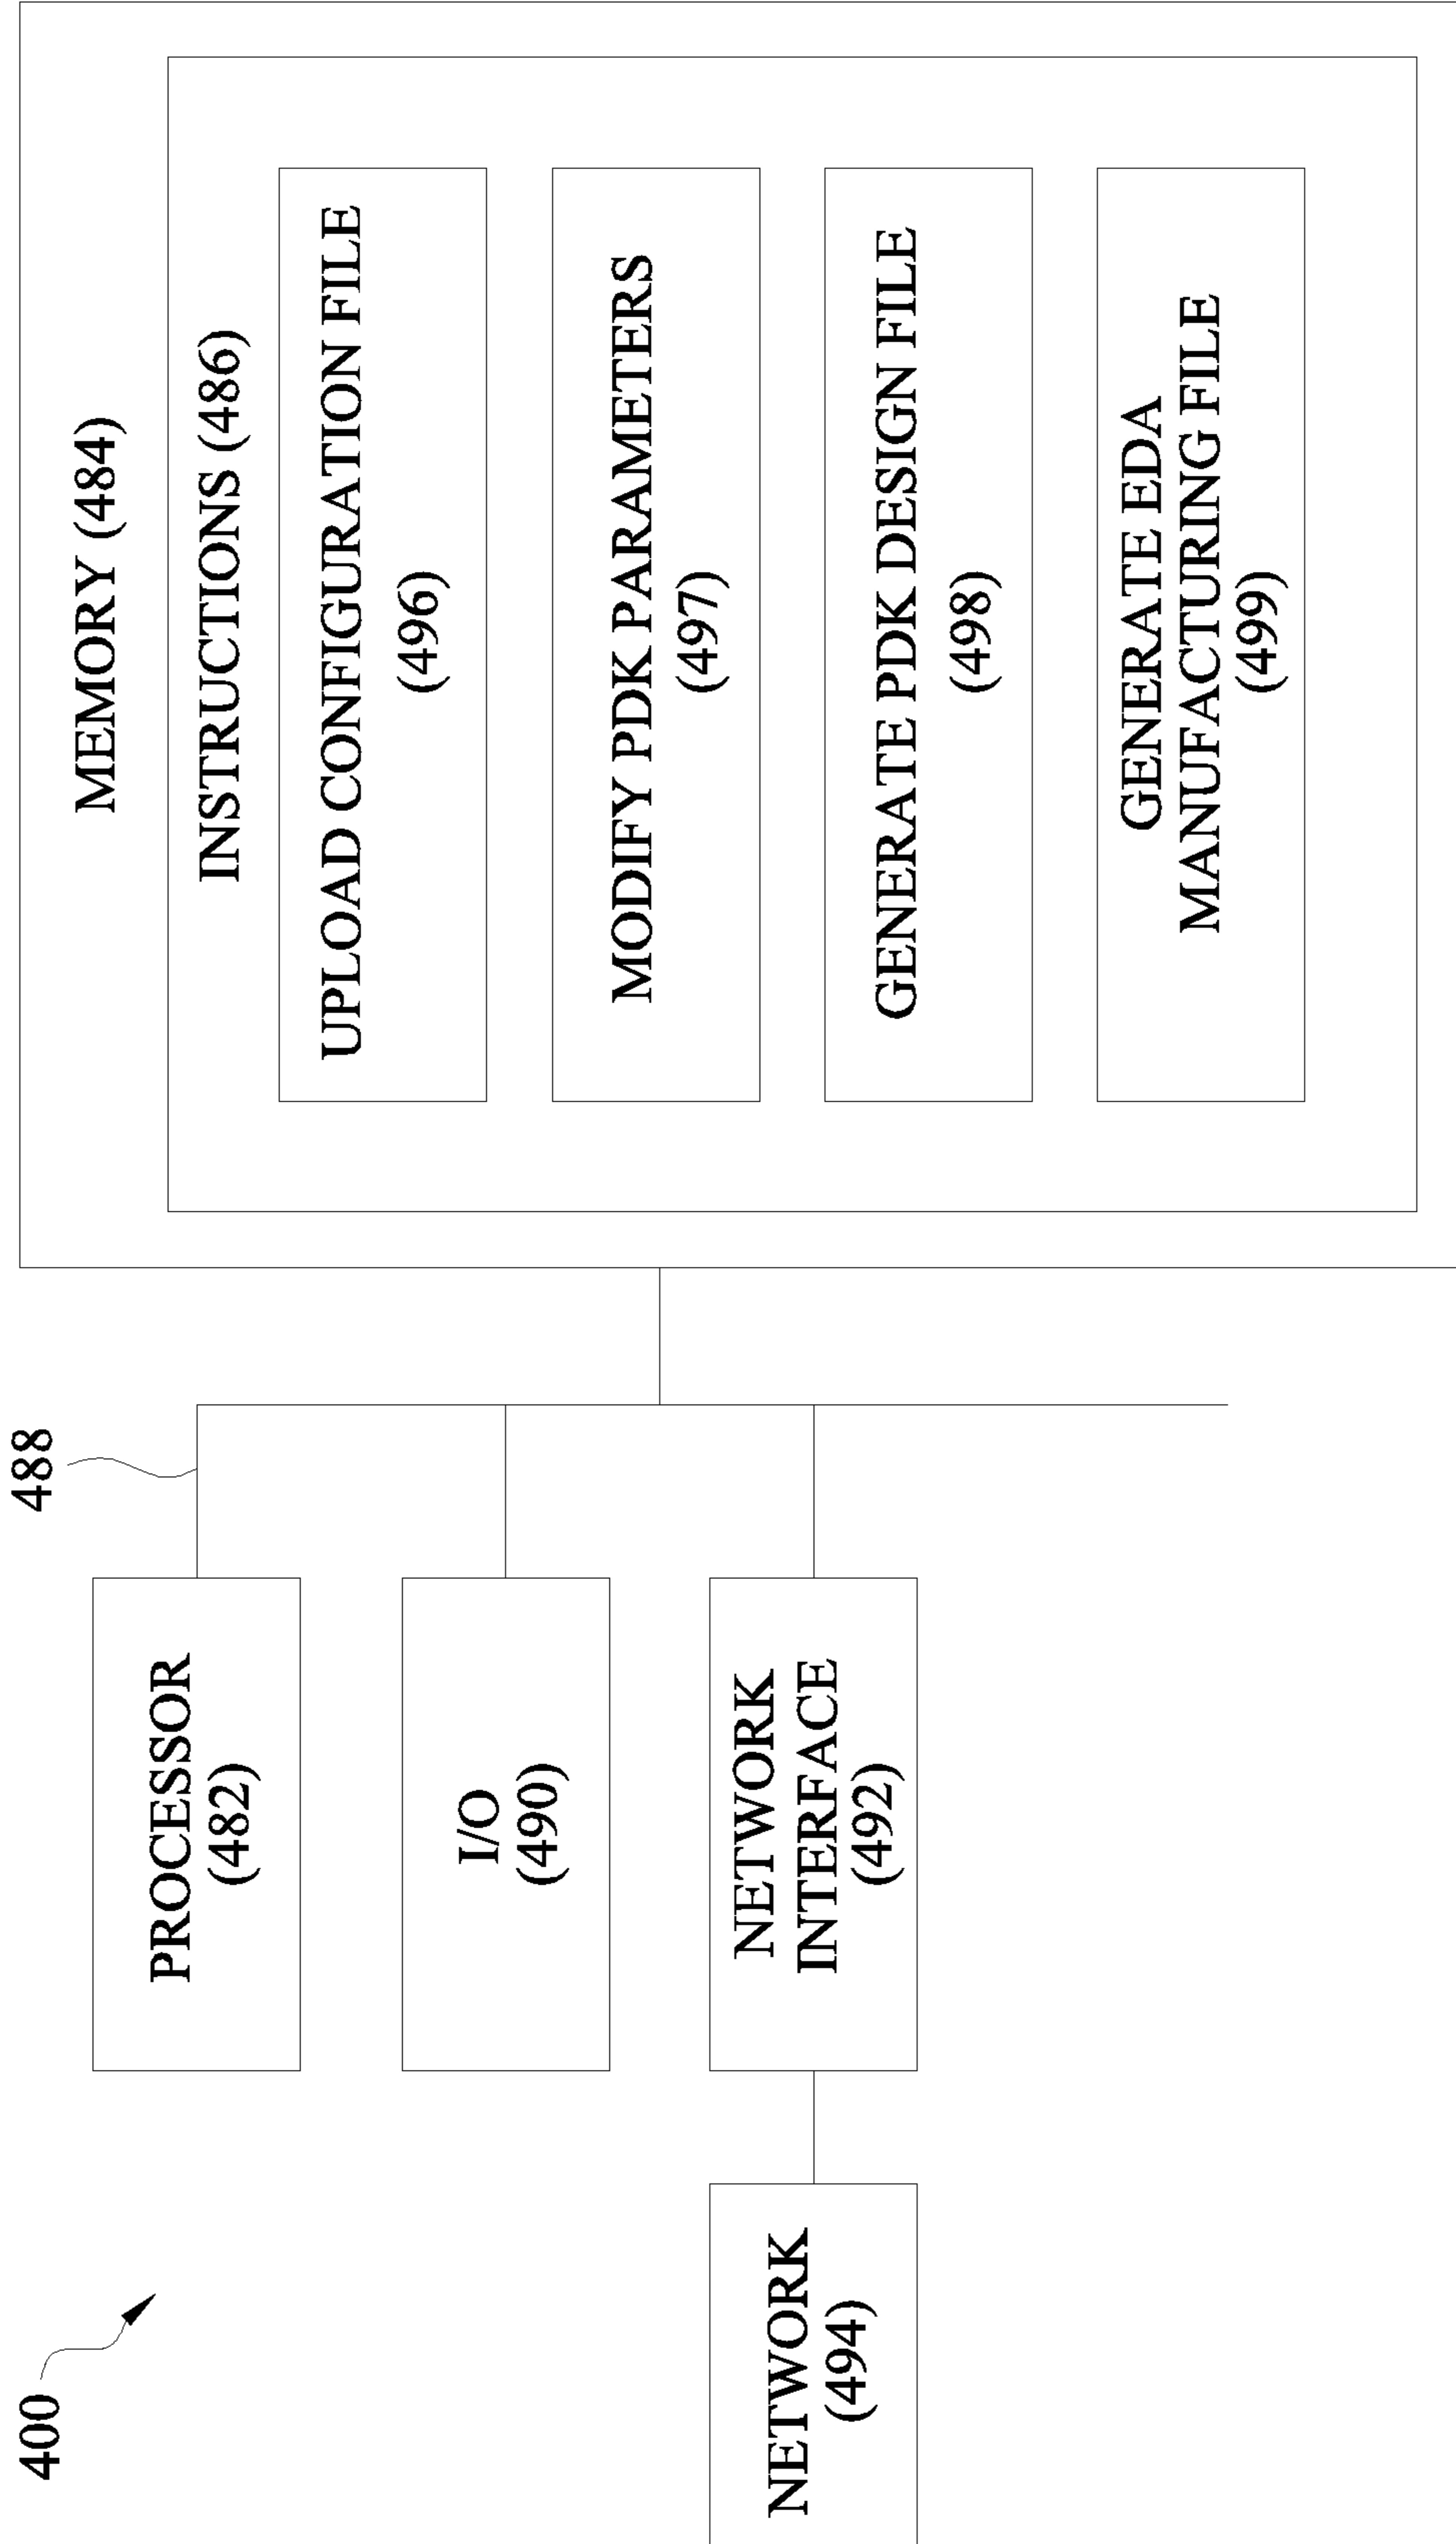 400
488
PROCESSOR
(482)
I/O
(490)
NETWORK
(494)
NETWORK
INTERFACE
(492)
MEMORY (484)
INSTRUCTIONS (486)
UPLOAD CONFIGURATION FILE
(496)
MODIFY PDK PARAMETERS
(497)
GENERATE PDK DESIGN FILE
(498)
GENERATE EDA
MANUFACTURING FILE
(499)